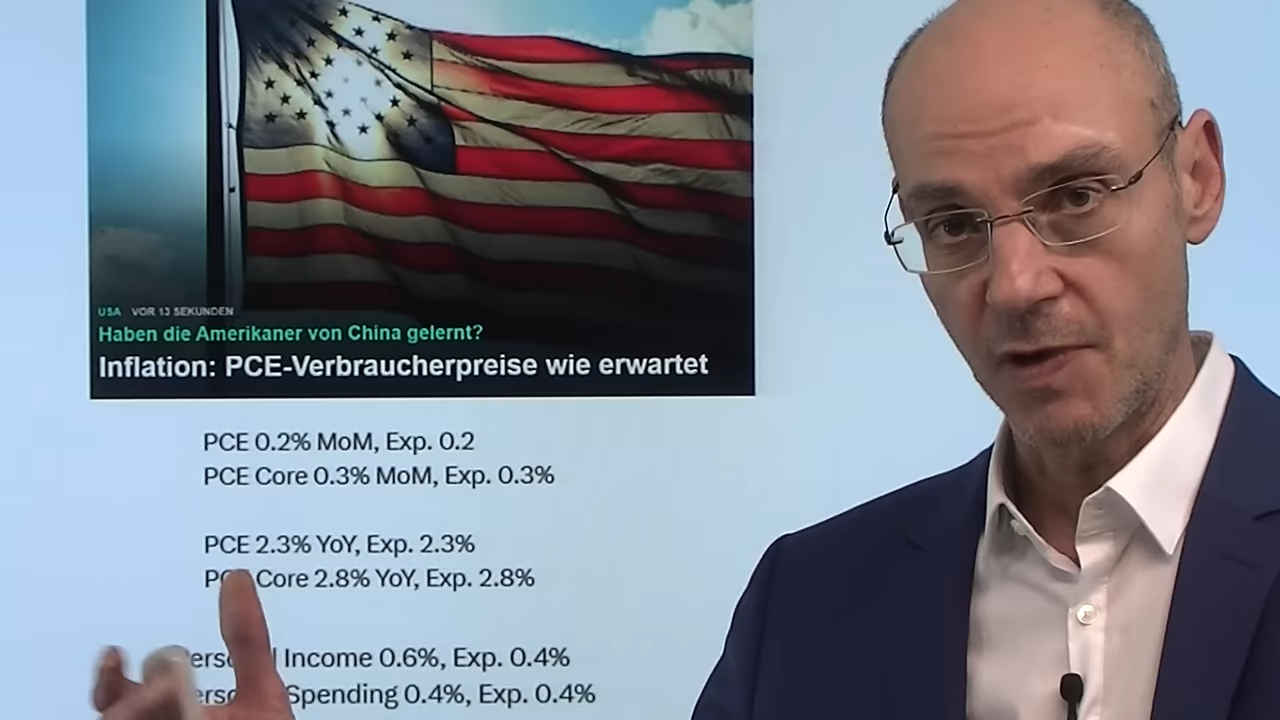 USA VOR 13 SEKUNDEN
Haben die Amerikaner von China gelernt?
Inflation: PCE-Verbraucherpreise wie erwartet
PCE 0.2% MoM, Exp. 0.2
PCE Core 0.3% MoM, Exp. 0.3%
PCE 2.3% YoY, Exp. 2.3%
Core 2.8% YoY, Exp. 2.8%
Income 0.6%, Exp. 0.4%
Spending 0.4%, Exp. 0.4%